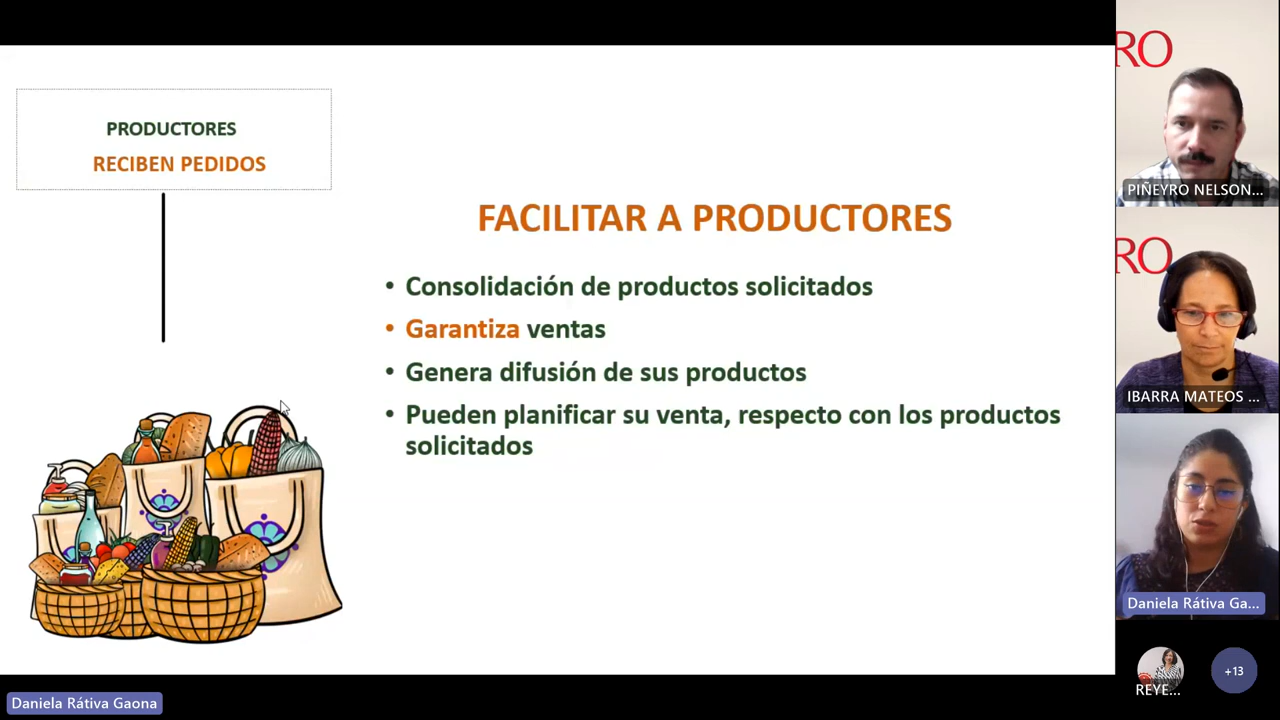 PRODUCTORES
RECIBEN PEDIDOS
FACILITAR A PRODUCTORES
• Consolidación de productos solicitados
• Garantiza ventas
• Genera difusión de sus productos
• Pueden planificar su venta, respecto con los productos
solicitados
RO
PIÑEYRO NELSON...
RO
IBARRA MATEOS ...
Daniela Rátiva Ga...
REYE...
+13
Daniela Rátiva Gaona